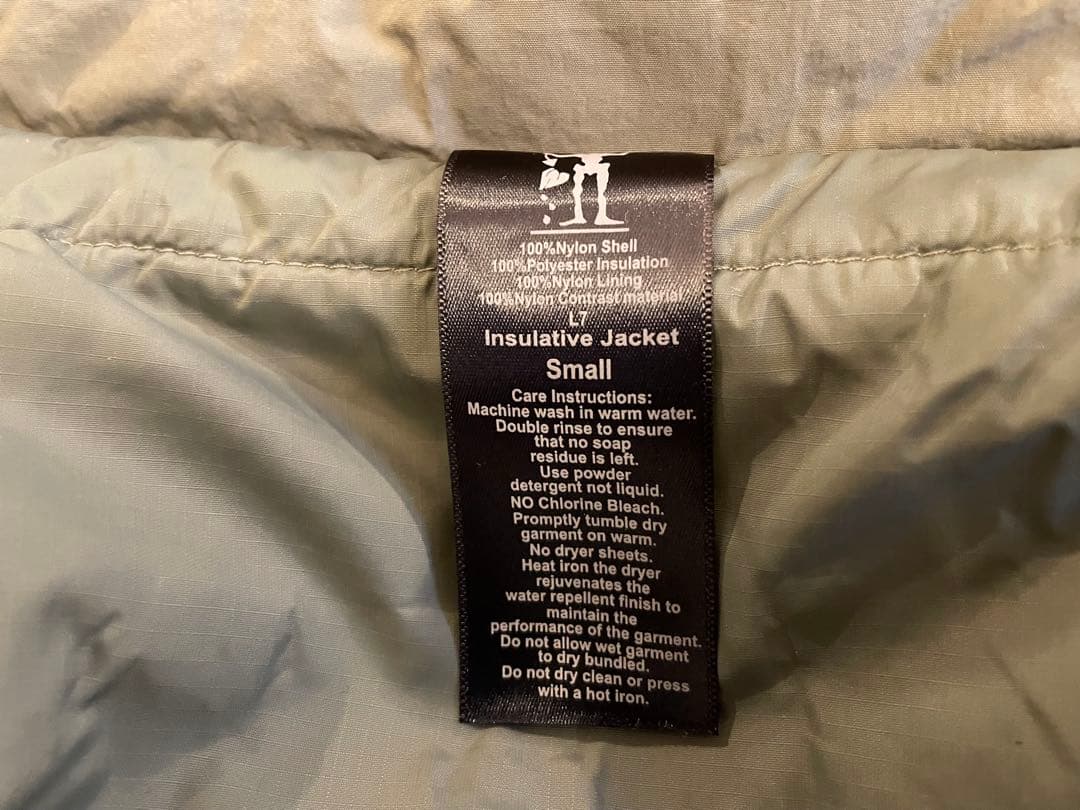 100%Nylon Shell
100%Polyester Insulation
100%Nylon Lining
100%Nylon Contrast material
L7
Insulative Jacket
Small
Care Instructions:
Machine wash in warm water.
Double rinse to ensure
that no soap
residue is left.
Use powder
detergent not liquid.
NO Chlorine Bleach.
Promptly tumble dry
garment on warm.
No dryer sheets.
Heat iron the dryer
rejuvenates the
water repellent finish to
maintain the
performance of the garment.
Do not allow wet garment
to dry bundled.
Do not dry clean or press
with a hot iron.